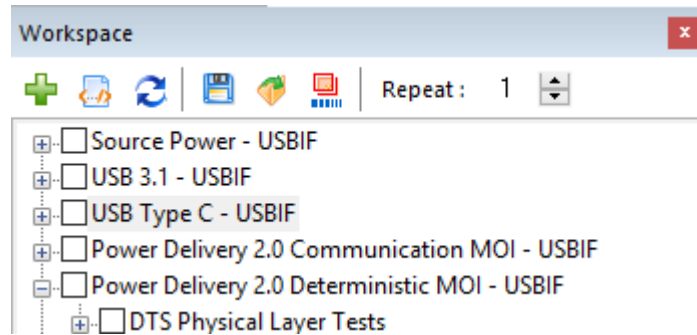 Workspace
Repeat : 1
Source Power - USBIF
USB 3.1 - USBIF
USB Type C - USBIF
Power Delivery 2.0 Communication MOI - USBIF
Power Delivery 2.0 Deterministic MOI - USBIF
DTS Physical Layer Tests